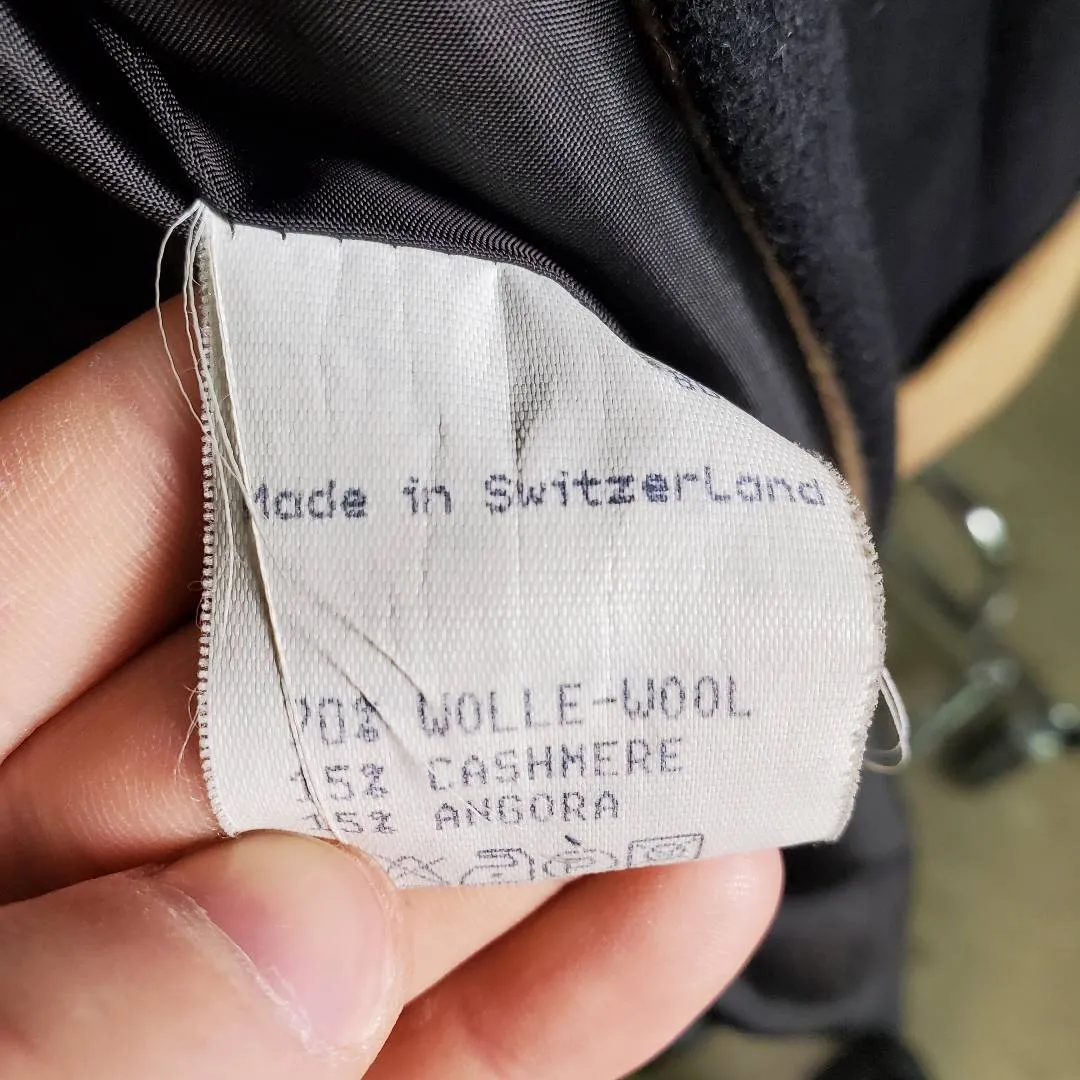 Made in Switzerland
70% WOLLE-WOOL
15% CASHMERE
15% ANGORA